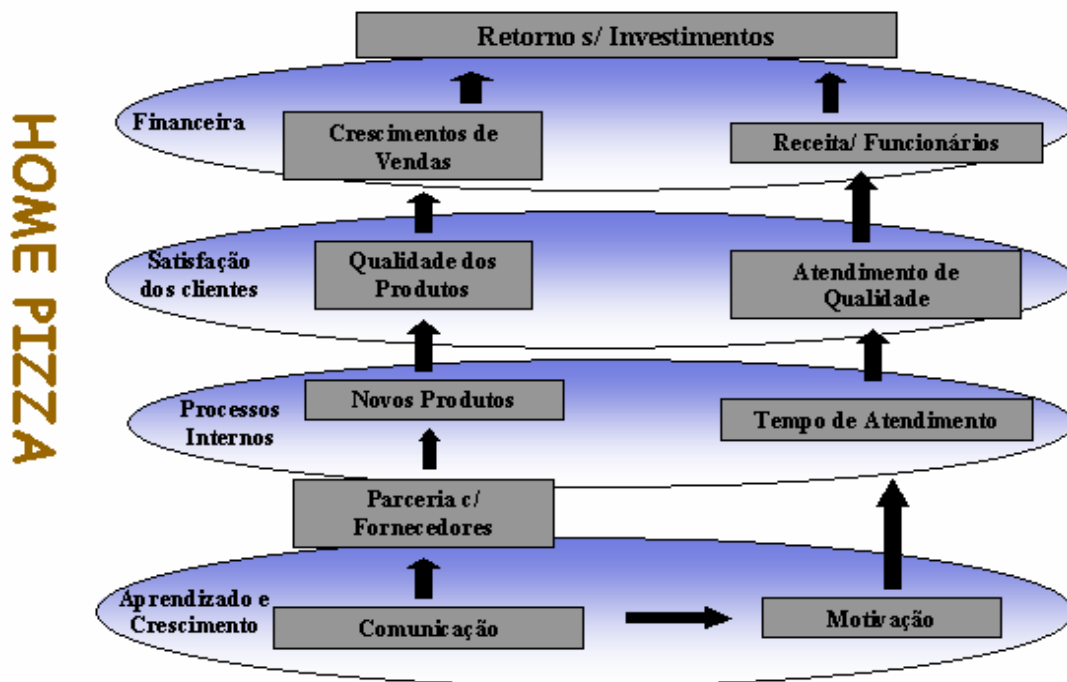 HOME PIZZA
Retorno s/ Investimentos
Financeira
Crescimentos de
Vendas
Receita/ Funcionários
Satisfação
dos clientes
Qualidade dos
Produtos
Atendimento de
Qualidade
Processos
Internos
Novos Produtos
Tempo de Atendimento
Parceria c/
Fornecedores
Aprendizado e
Crescimento
Comunicação
Motivação